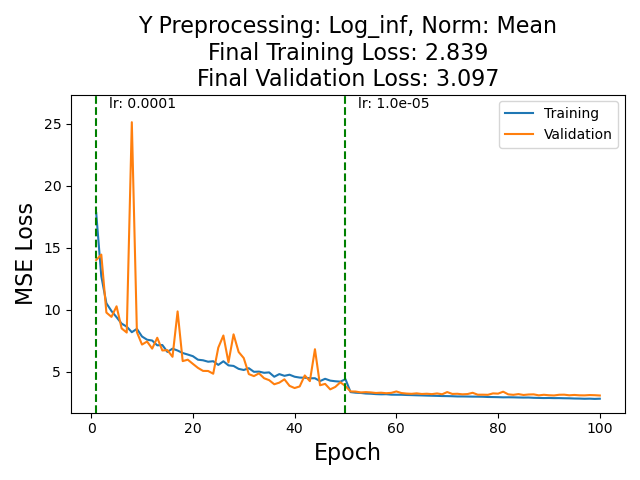 Y Preprocessing: Log_inf, Norm: Mean
Final Training Loss: 2.839
Final Validation Loss: 3.097
lr: 0.0001
lr: 1.0e-05
Training
Validation
25
20
15
10
5
MSE Loss
0
20
40
60
80
100
Epoch